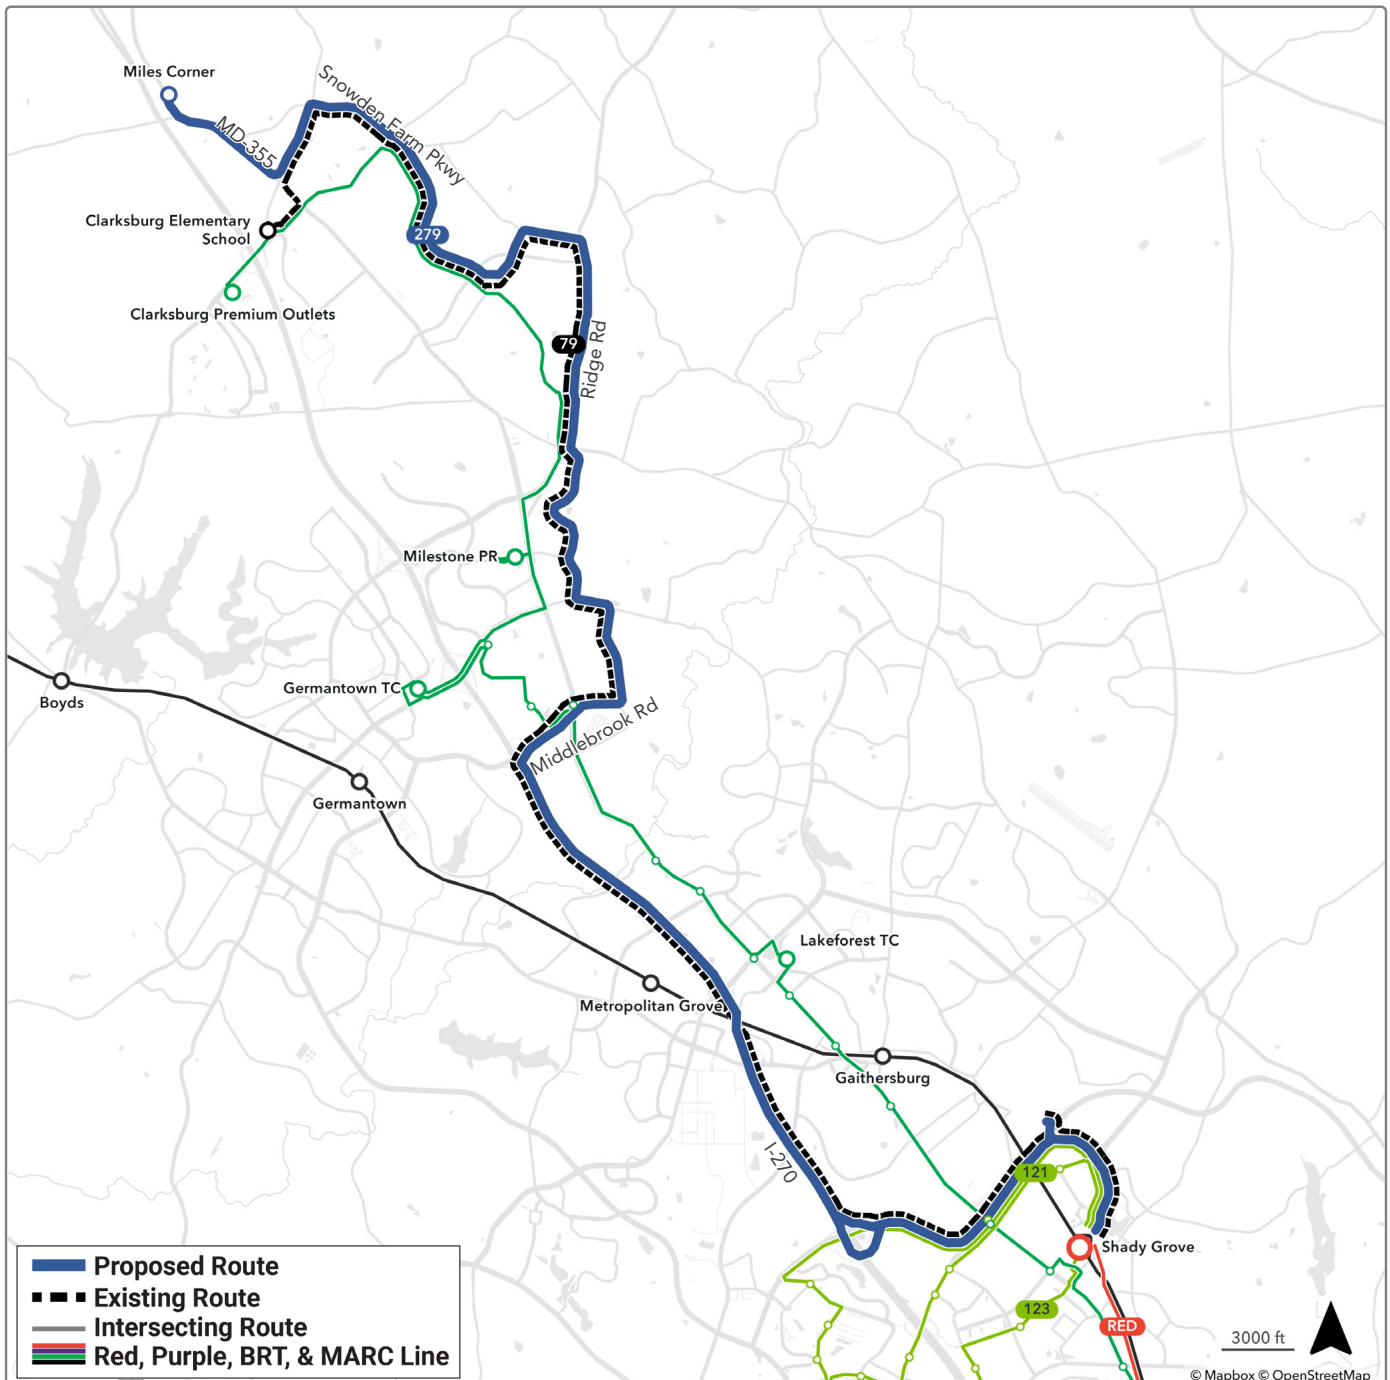 Miles Corner
Snowden Farm Pkwy
MD-355
Clarksburg Elementary
School
279
Clarksburg Premium Outlets
79
Ridge Rd
Milestone PR
Germantown TC
Boyds
Middlebrook Rd
Germantown
Lakeforest TC
Metropolitan Grove
Gaithersburg
I-270
121
Shady Grove
123
RED
Proposed Route
Existing Route
Intersecting Route
Red, Purple, BRT, & MARC Line
3000 ft
© Mapbox © OpenStreetMap